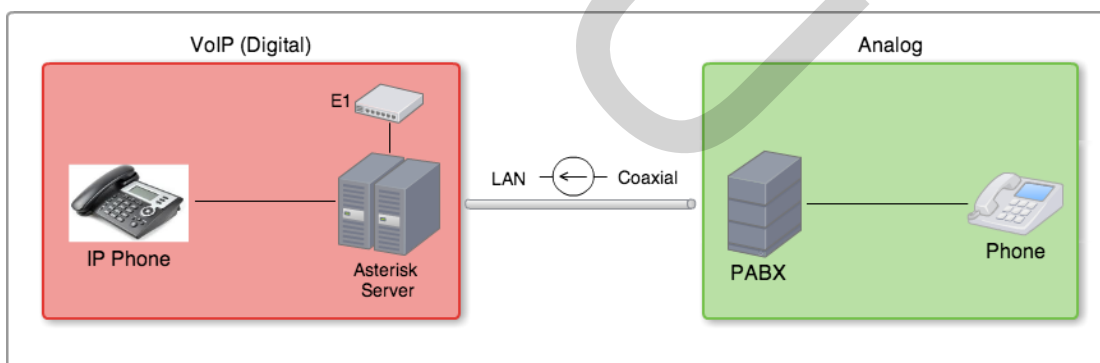 VoIP (Digital)
Analog
E1
LAN
Coaxial
IP Phone
Asterisk
Server
PABX
Phone